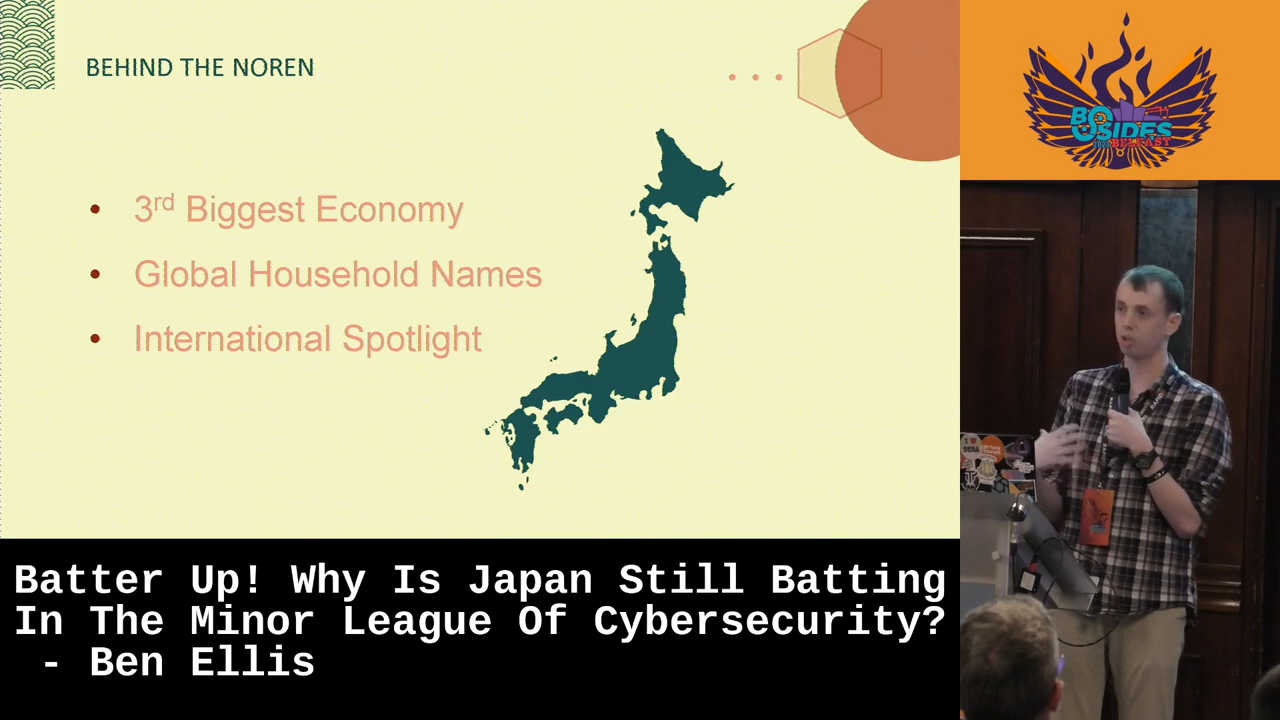 BEHIND THE NOREN
• 3rd Biggest Economy
• Global Household Names
• International Spotlight
BSIDES
BELFAST
Batter Up! Why Is Japan Still Batting
In The Minor League Of Cybersecurity?
- Ben Ellis